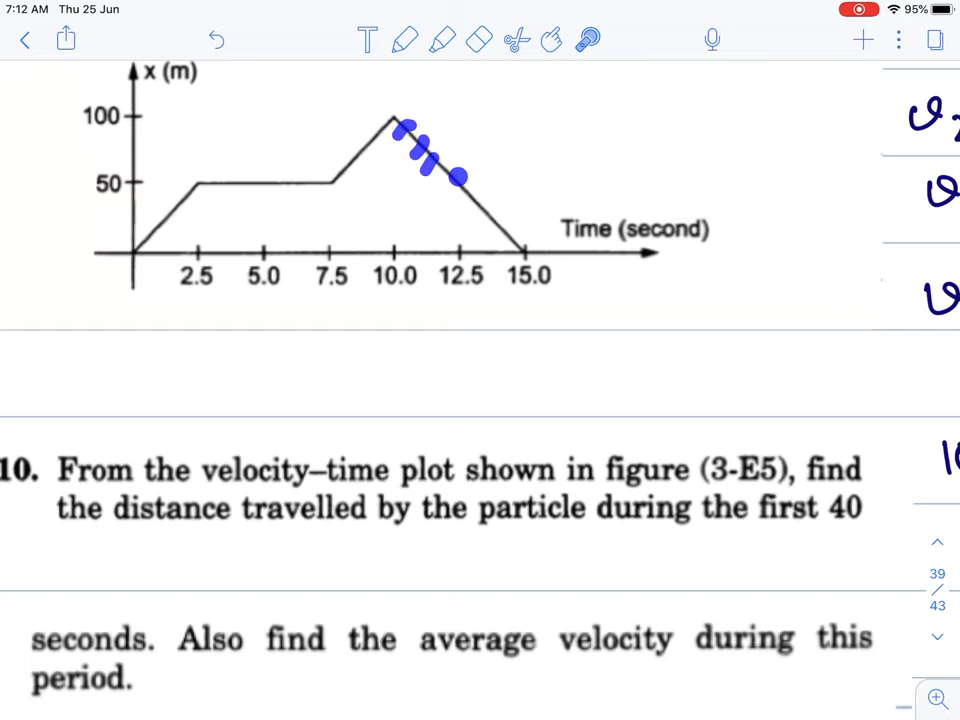 7:12 AM Thu 25 Jun
95%
T
x (m)
100
50
Time (second)
2.5 5.0 7.5 10.0 12.5 15.0
10. From the velocity–time plot shown in figure (3-E5), find
the distance travelled by the particle during the first 40
39
/
43
seconds. Also find the average velocity during this
period.